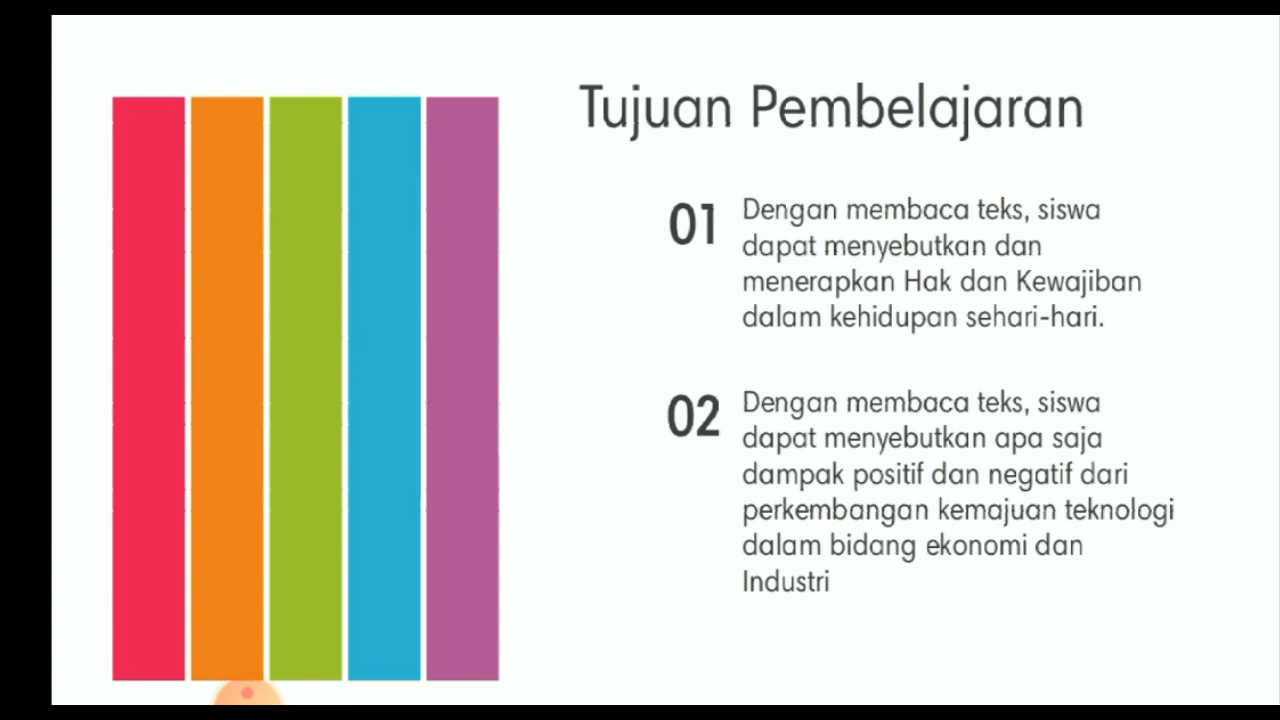 Tujuan Pembelajaran
01
Dengan membaca teks, siswa
dapat menyebutkan dan
menerapkan Hak dan Kewajiban
dalam kehidupan sehari-hari.
02
Dengan membaca teks, siswa
dapat menyebutkan apa saja
dampak positif dan negatif dari
perkembangan kemajuan teknologi
dalam bidang ekonomi dan
Industri